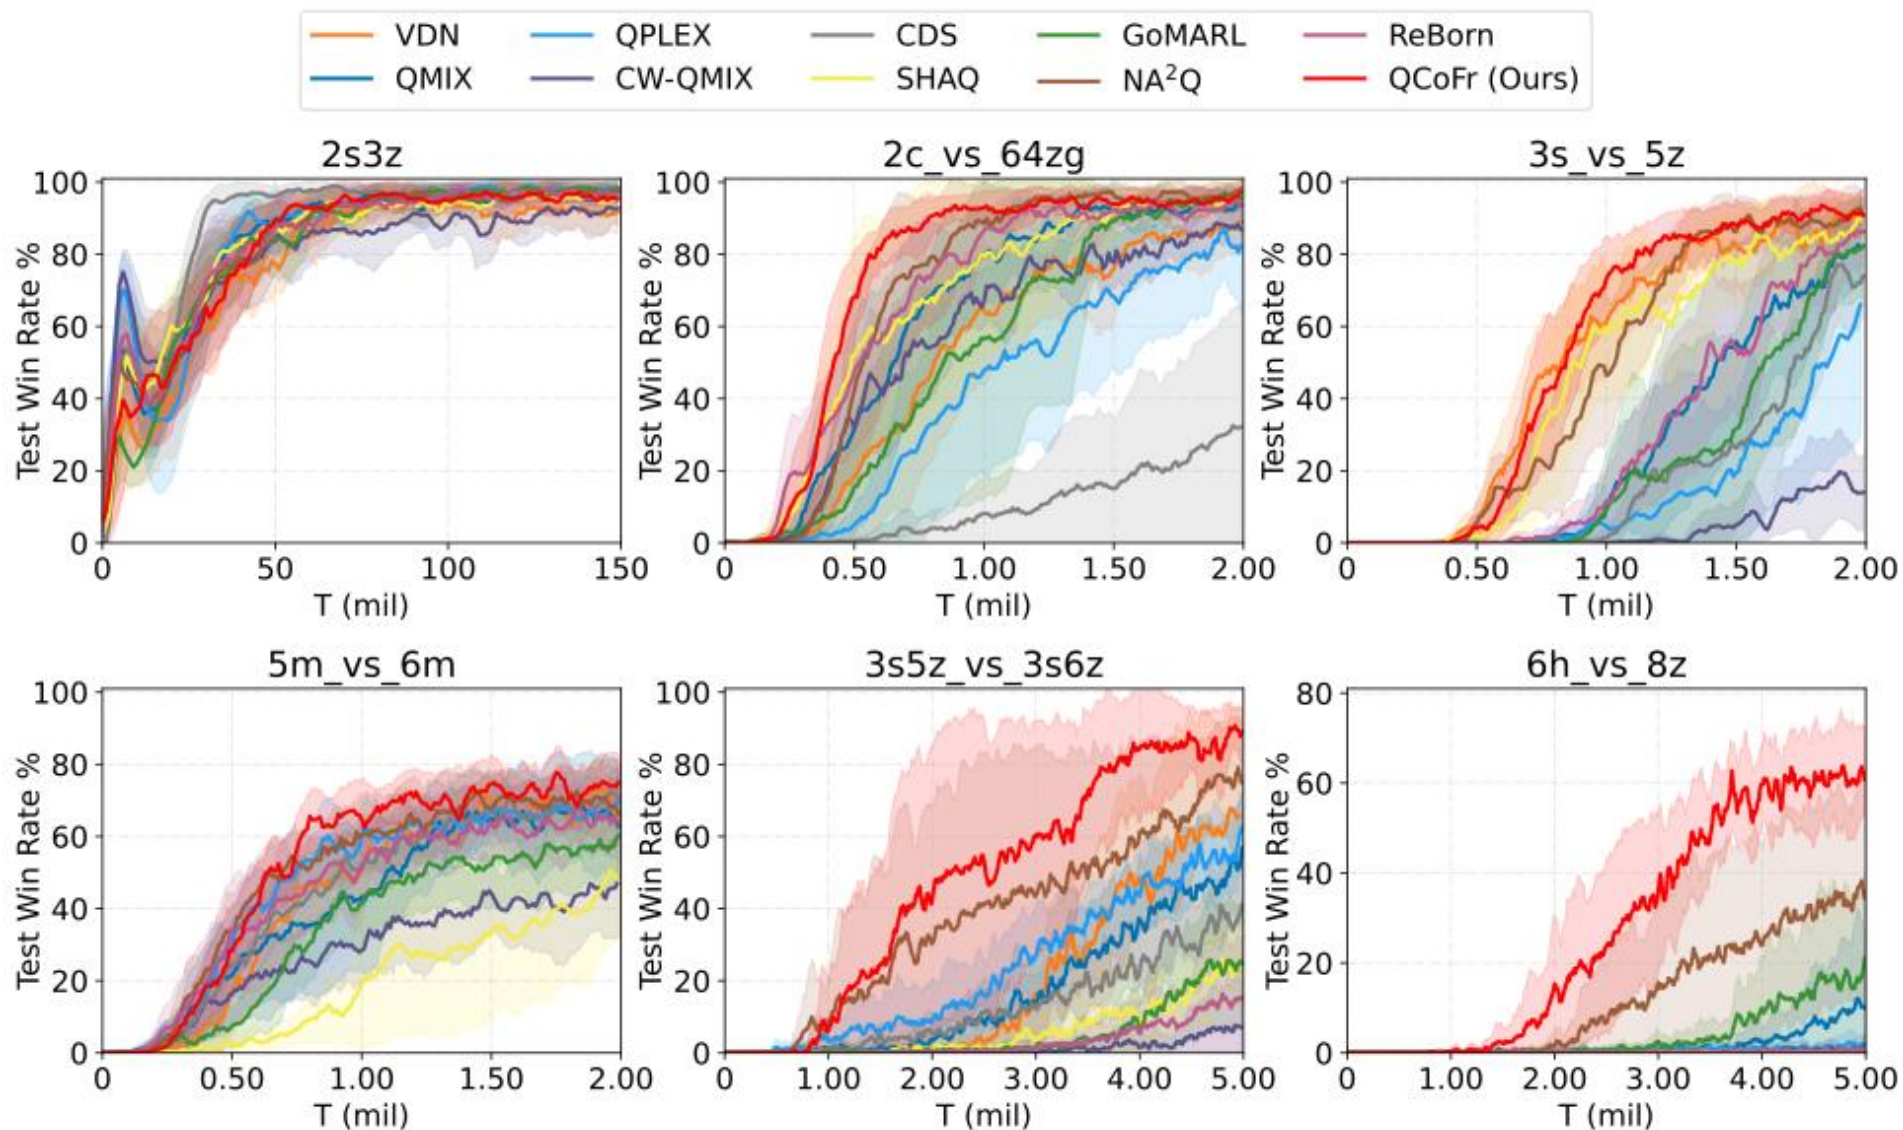 VDN QPLEX CDS GoMARL ReBorn
QMIX CW-QMIX SHAQ NA²Q QCoFr (Ours)
2s3z 2c_vs_64zg 3s_vs_5z
Test Win Rate % Test Win Rate % Test Win Rate %
100 100 100
80 80 80
60 60 60
40 40 40
20 20 20
0 0 0
0 50 100 150 0 0.50 1.00 1.50 2.00 0 0.50 1.00 1.50 2.00
T (mil) T (mil) T (mil)
5m_vs_6m 3s5z_vs_3s6z 6h_vs_8z
Test Win Rate % Test Win Rate % Test Win Rate %
100 100 80
80 80 60
60 60 40
40 40 20
20 20 0
0 0
0 0.50 1.00 1.50 2.00 0 1.00 2.00 3.00 4.00 5.00 0 1.00 2.00 3.00 4.00 5.00
T (mil) T (mil) T (mil)